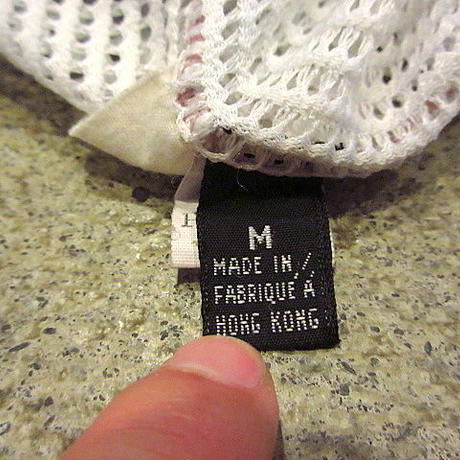 M
MADE IN/
FABRIQUE À
HONG KONG